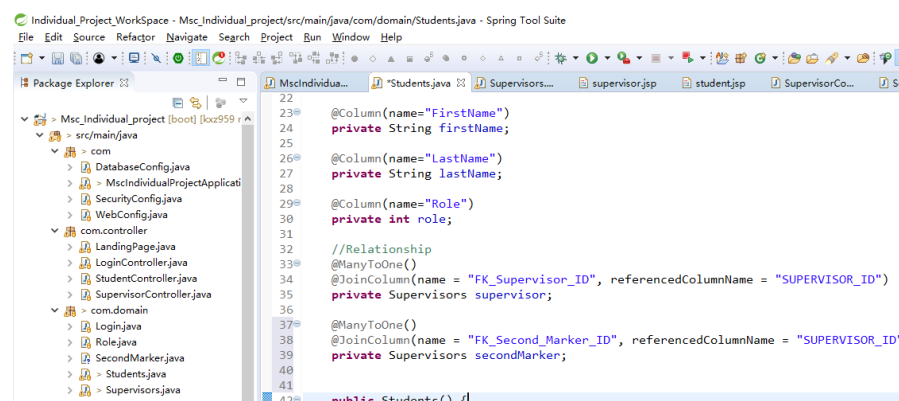 Individual_Project_WorkSpace - Msc_Individual_project/src/main/java/com/domain/Students.java - Spring Tool Suite
File Edit Source Refactor Navigate Search Project Run Window Help
Package Explorer
MscIndividua... *Students.java Supervisors.... supervisor.jsp student.jsp SupervisorCo...
> Msc_Individual_project [boot] [kxz959
> src/main/java
> com
DatabaseConfig.java
> MscIndividualProjectApplicati
SecurityConfig.java
WebConfig.java
com.controller
LandingPage.java
LoginController.java
StudentController.java
SupervisorController.java
> com.domain
Login.java
Role.java
SecondMarker.java
> Students.java
> Supervisors.java
22
23 @Column(name="FirstName")
24 private String firstName;
25
26 @Column(name="LastName")
27 private String lastName;
28
29 @Column(name="Role")
30 private int role;
31
32 //Relationship
33 @ManyToOne()
34 @JoinColumn(name = "FK_Supervisor_ID", referencedColumnName = "SUPERVISOR_ID")
35 private Supervisors supervisor;
36
37 @ManyToOne()
38 @JoinColumn(name = "FK_Second_Marker_ID", referencedColumnName = "SUPERVISOR_ID"
39 private Supervisors secondMarker;
40
41
42 public Students() {